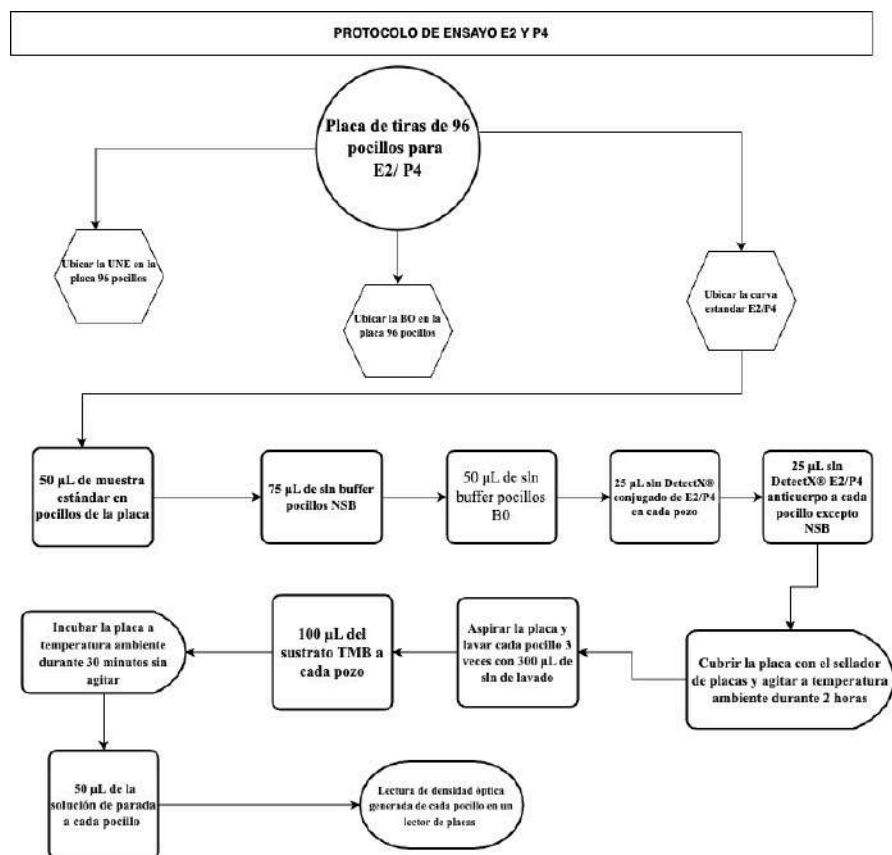 PROTOCOLO DE ENSAYO E2 Y P4
Placa de tiras de 96
pocillos para
E2/ P4
Ubicar la UNE en la
placa 96 pocillos
Ubicar la BO en la
placa 96 pocillos
Ubicar la curva
estandar E2/P4
50 µL de muestra
estándar en
pocillos de la placa
75 µL de sln buffer
pocillos NSB
50 µL de sln
buffer pocillos
B0
25 µL sln DetectX®
conjugado de E2/P4
en cada pozo
25 µL sln
DetectX® E2/P4
anticuerpo a cada
pocillo excepto
NSB
Cubrir la placa con el sellador
de placas y agitar a temperatura
ambiente durante 2 horas
Aspirar la placa y
lavar cada pocillo 3
veces con 300 µL de
sln de lavado
100 µL del
sustrato TMB a
cada pozo
Incubar la placa a
temperatura ambiente
durante 30 minutos sin
agitar
50 µL de la
solución de parada
a cada pocillo
Lectura de densidad óptica
generada de cada pocillo en un
lector de placas